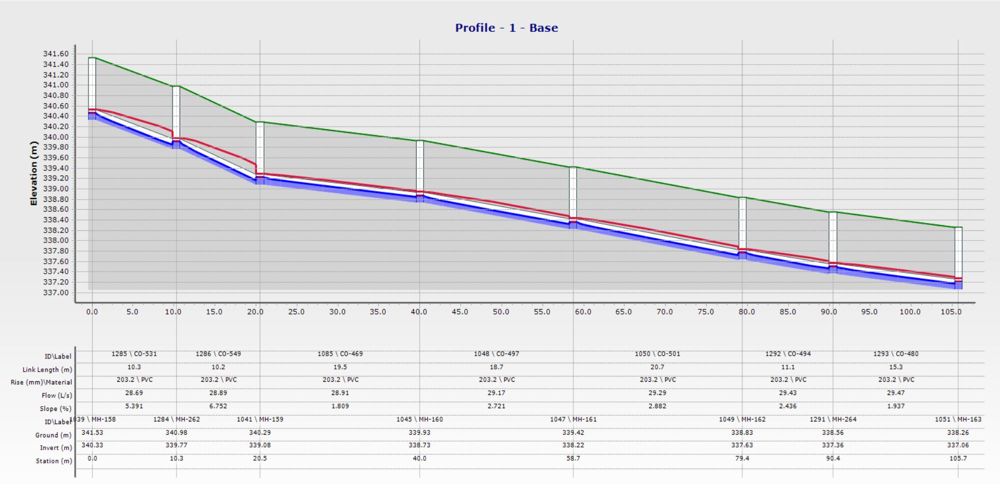 Profile - 1 - Base
Elevation (m)
341.60
341.40
341.20
341.00
340.80
340.60
340.40
340.20
340.00
339.80
339.60
339.40
339.20
339.00
338.80
338.60
338.40
338.20
338.00
337.80
337.60
337.40
337.20
337.00
0.0 5.0 10.0 15.0 20.0 25.0 30.0 35.0 40.0 45.0 50.0 55.0 60.0 65.0 70.0 75.0 80.0 85.0 90.0 95.0 100.0 105.0
ID\Label 1285 \ CO-531 1286 \ CO-549 1085 \ CO-469 1048 \ CO-497 1050 \ CO-501 1292 \ CO-494 1293 \ CO-480
Link Length (m) 10.3 10.2 19.5 18.7 20.7 11.1 15.3
Rise (mm)\Material 203.2 \ PVC 203.2 \ PVC 203.2 \ PVC 203.2 \ PVC 203.2 \ PVC 203.2 \ PVC 203.2 \ PVC
Flow (L/s) 28.69 28.89 28.91 29.17 29.29 29.43 29.47
Slope (%) 5.391 6.752 1.809 2.721 2.882 2.436 1.937
ID\Label 1039 \ MH-158 1284 \ MH-262 1041 \ MH-159 1045 \ MH-160 1047 \ MH-161 1049 \ MH-162 1291 \ MH-264 1051 \ MH-163
Ground (m) 341.53 340.98 340.29 339.93 339.42 338.83 338.56 338.26
Invert (m) 340.33 339.77 339.08 338.73 338.22 337.63 337.36 337.06
Station (m) 0.0 10.3 20.5 40.0 58.7 79.4 90.4 105.7